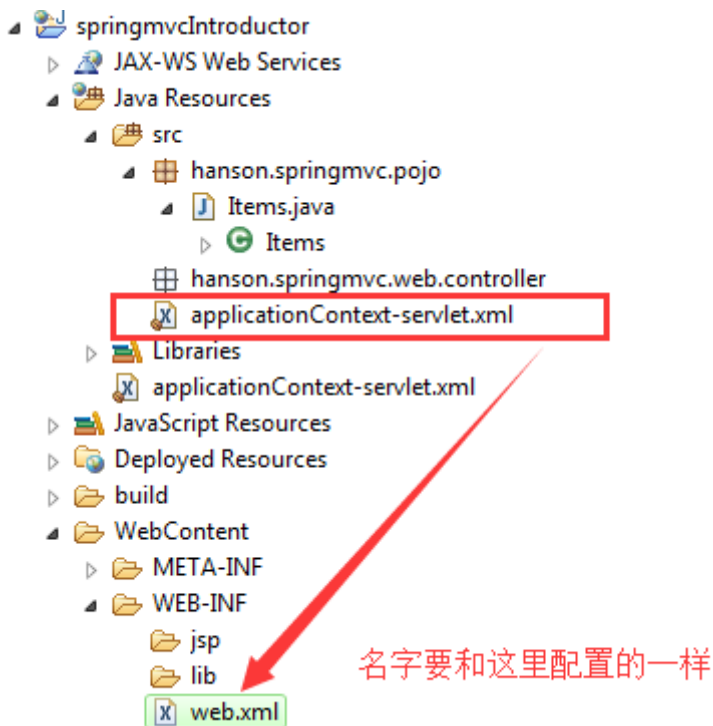 springmvcIntroductor
JAX-WS Web Services
Java Resources
src
hanson.springmvc.pojo
Items.java
Items
hanson.springmvc.web.controller
applicationContext-servlet.xml
Libraries
applicationContext-servlet.xml
JavaScript Resources
Deployed Resources
build
WebContent
META-INF
WEB-INF
jsp
名字要和这里配置的一样
lib
web.xml